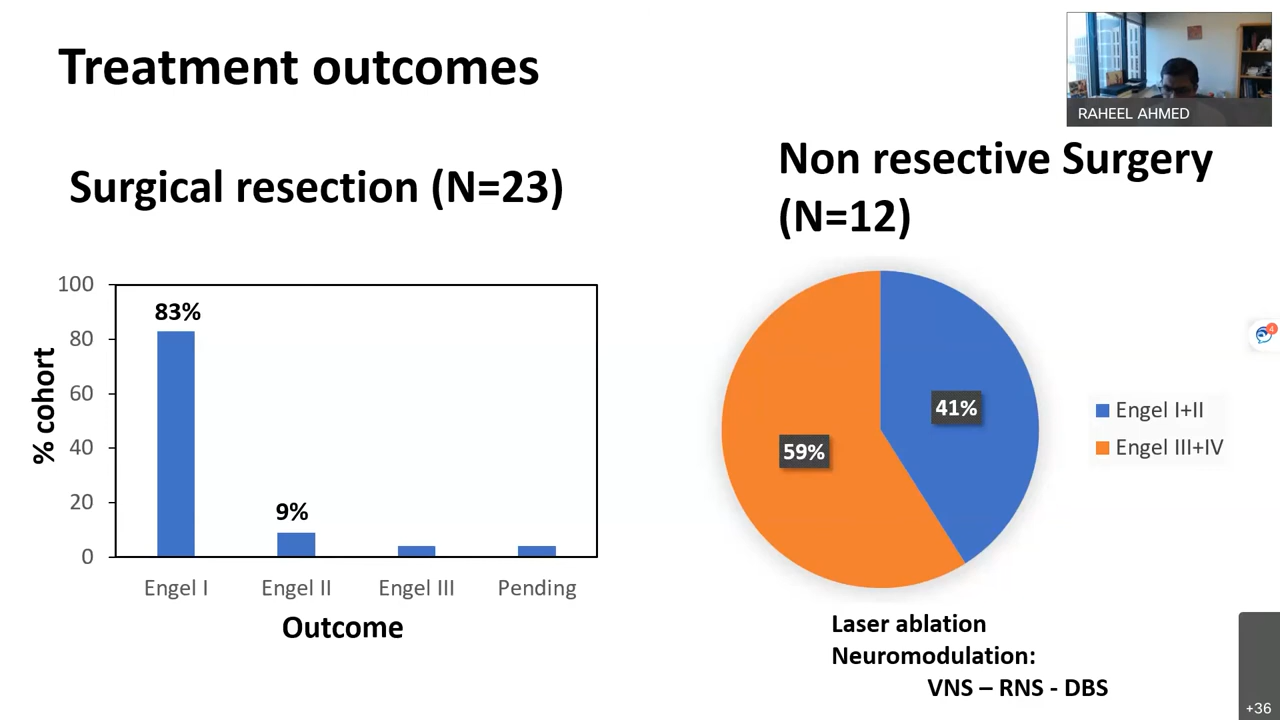 Treatment outcomes
RAHEEL AHMED
Surgical resection (N=23)
Non resective Surgery
(N=12)
% cohort
100
80
60
40
20
0
83%
9%
Engel I
Engel II
Engel III
Pending
Outcome
41%
59%
Engel I+II
Engel III+IV
Laser ablation
Neuromodulation:
VNS – RNS - DBS
4
+36